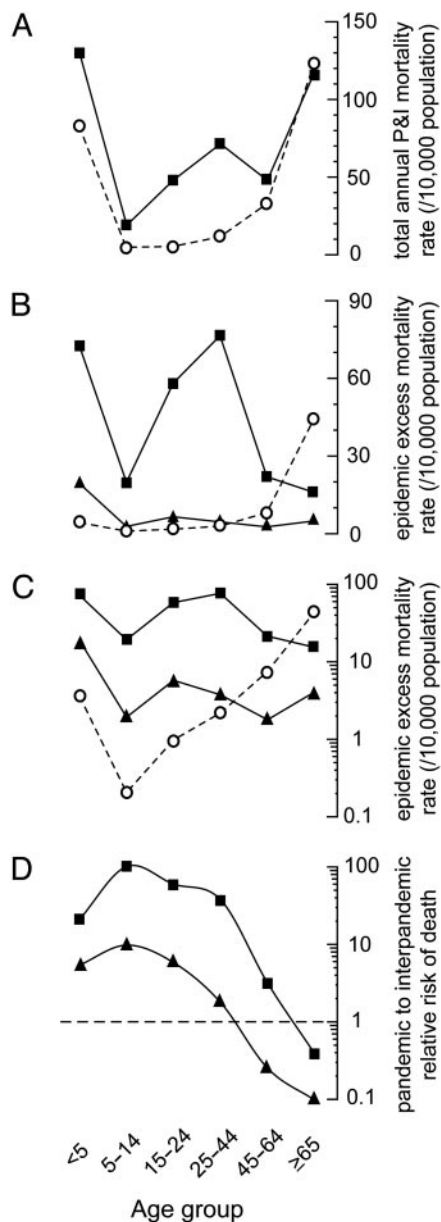 A
150
100
50
0
total annual P&I mortality
rate (/10,000 population)
B
90
60
30
0
epidemic excess mortality
rate (/10,000 population)
C
100
10
1
0.1
epidemic excess mortality
rate (/10,000 population)
D
100
10
1
0.1
pandemic to interpandemic
relative risk of death
<5
5–14
15–24
25–44
45–64
≥65
Age group